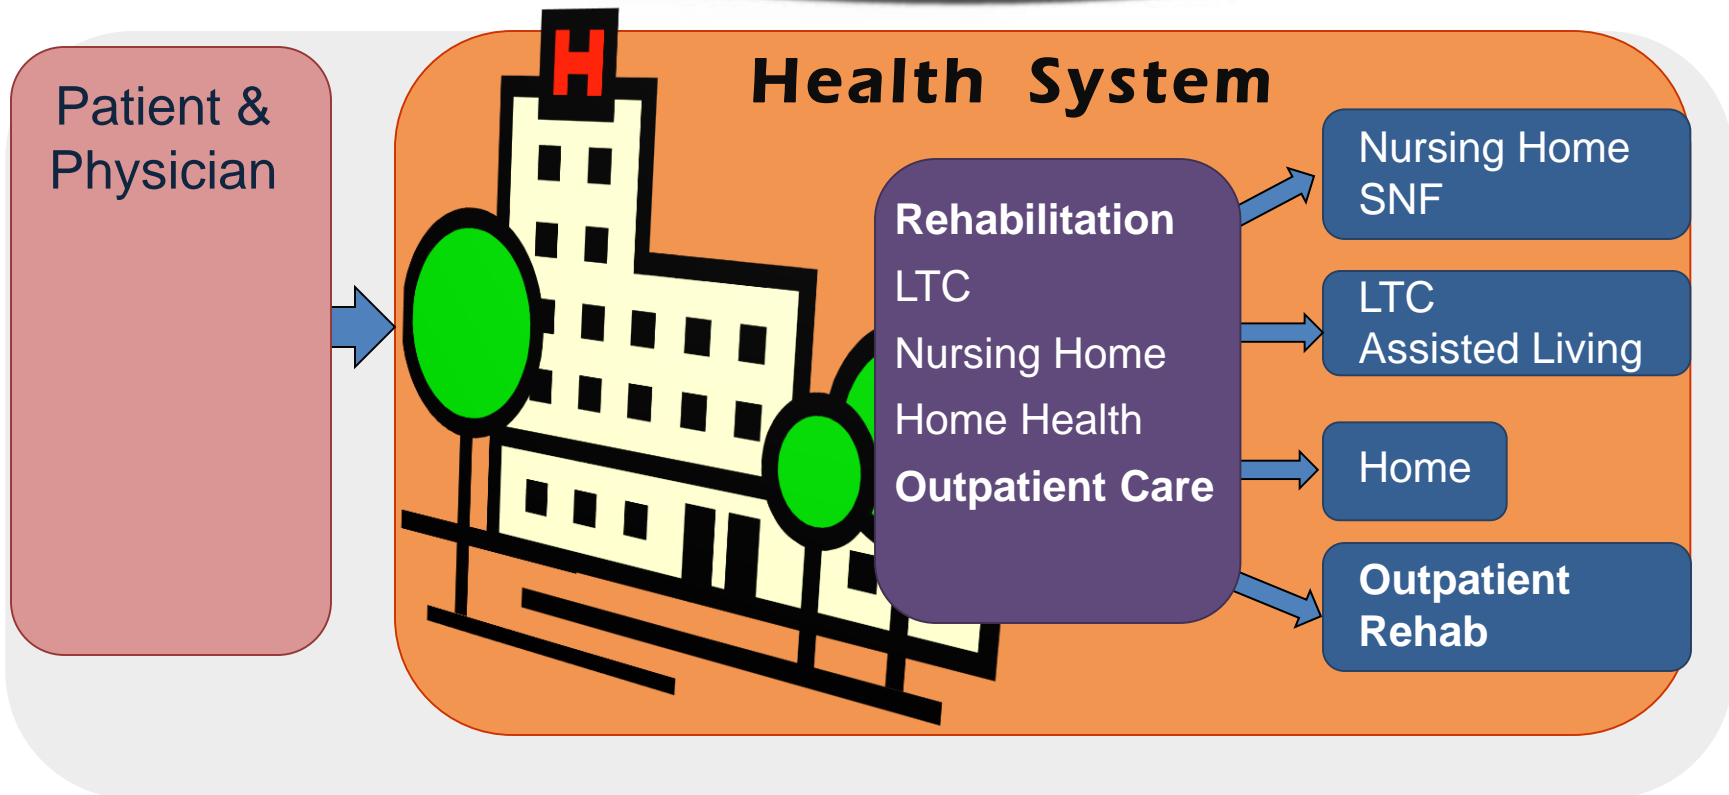 Patient &
Physician
H
Health System
Rehabilitation
LTC
Nursing Home
Home Health
Outpatient Care
Nursing Home
SNF
LTC
Assisted Living
Home
Outpatient
Rehab